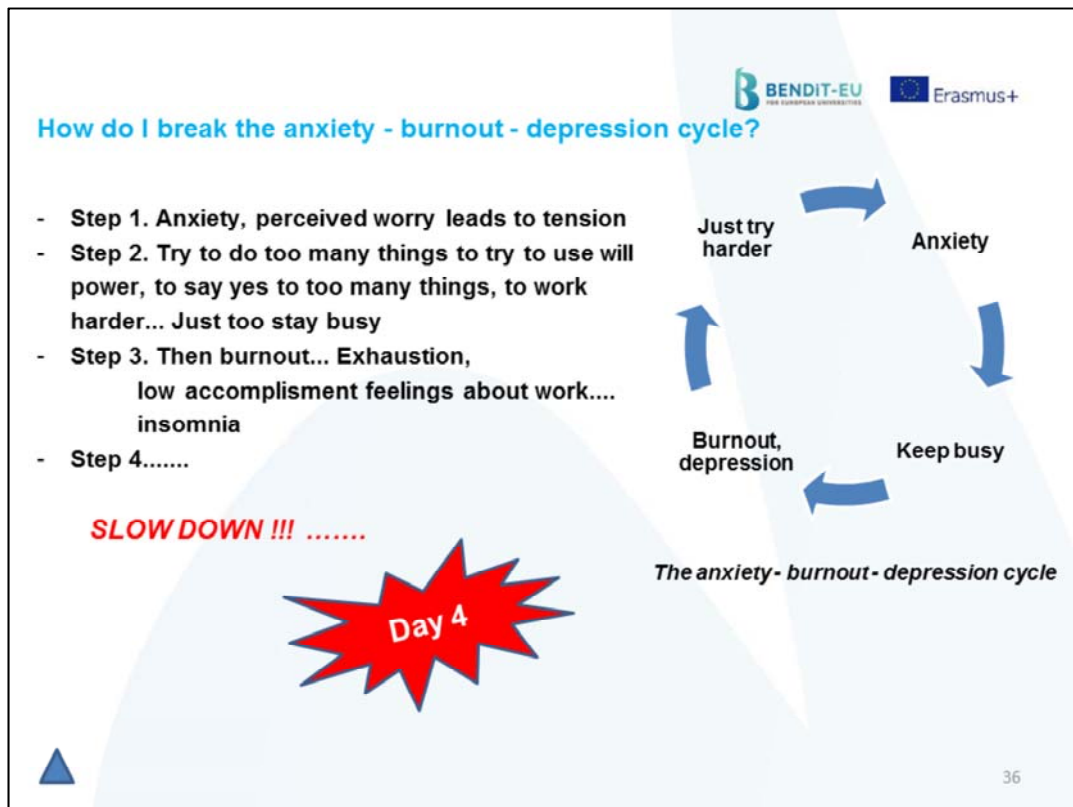 BENDIT-EU
FOR EUROPEAN UNIVERSITIES
Erasmus+
How do I break the anxiety - burnout - depression cycle?
- Step 1. Anxiety, perceived worry leads to tension
- Step 2. Try to do too many things to try to use will
power, to say yes to too many things, to work
harder... Just too stay busy
- Step 3. Then burnout... Exhaustion,
low accomplisment feelings about work....
insomnia
- Step 4.......
SLOW DOWN !!! .......
Day 4
Just try
harder
Anxiety
Keep busy
Burnout,
depression
The anxiety - burnout - depression cycle
36